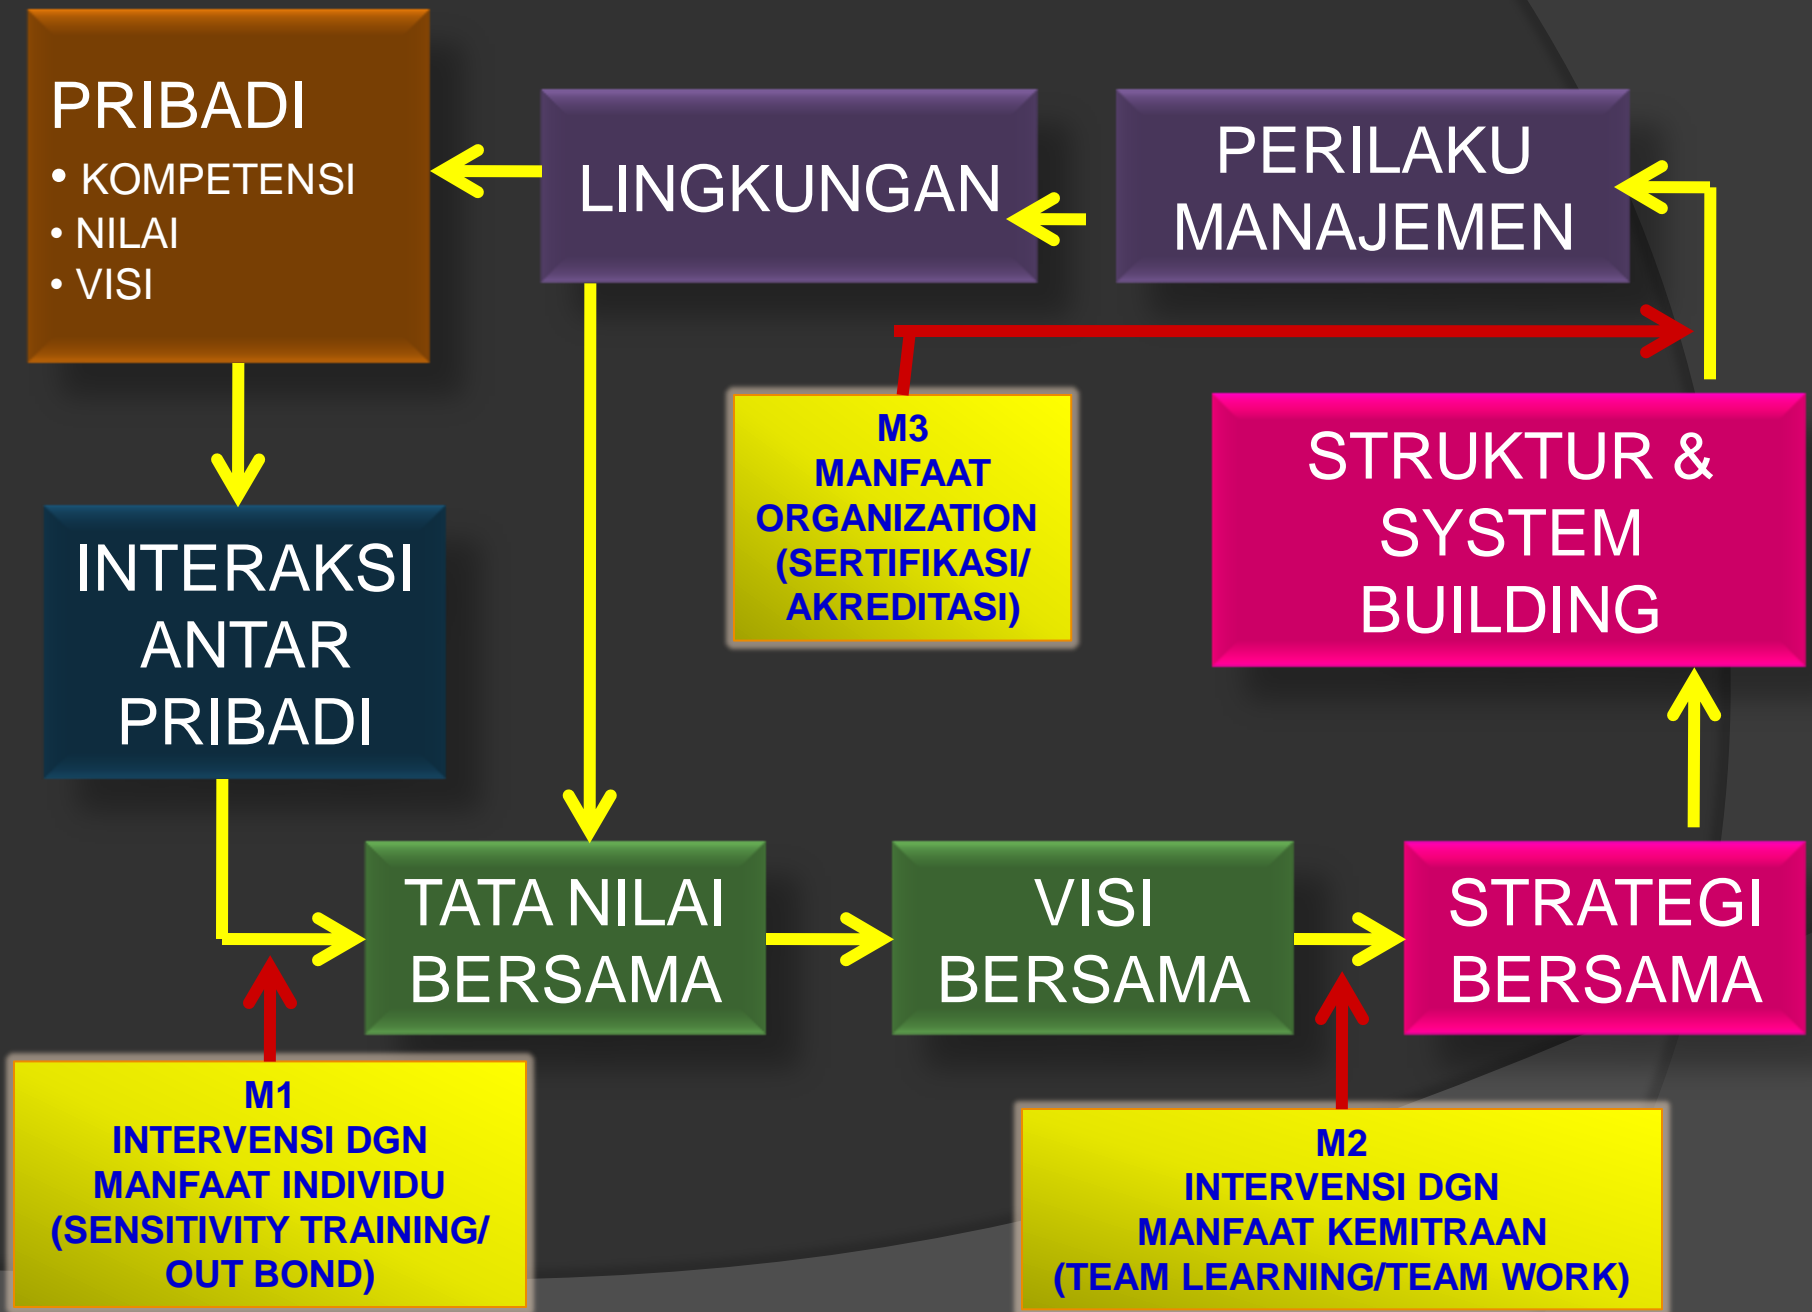 PRIBADI
• KOMPETENSI
• NILAI
• VISI
LINGKUNGAN
PERILAKU
MANAJEMEN
M3
MANFAAT
ORGANIZATION
(SERTIFIKASI/
AKREDITASI)
STRUKTUR &
SYSTEM
BUILDING
INTERAKSI
ANTAR
PRIBADI
TATA NILAI
BERSAMA
VISI
BERSAMA
STRATEGI
BERSAMA
M1
INTERVENSI DGN
MANFAAT INDIVIDU
(SENSITIVITY TRAINING/
OUT BOND)
M2
INTERVENSI DGN
MANFAAT KEMITRAAN
(TEAM LEARNING/TEAM WORK)